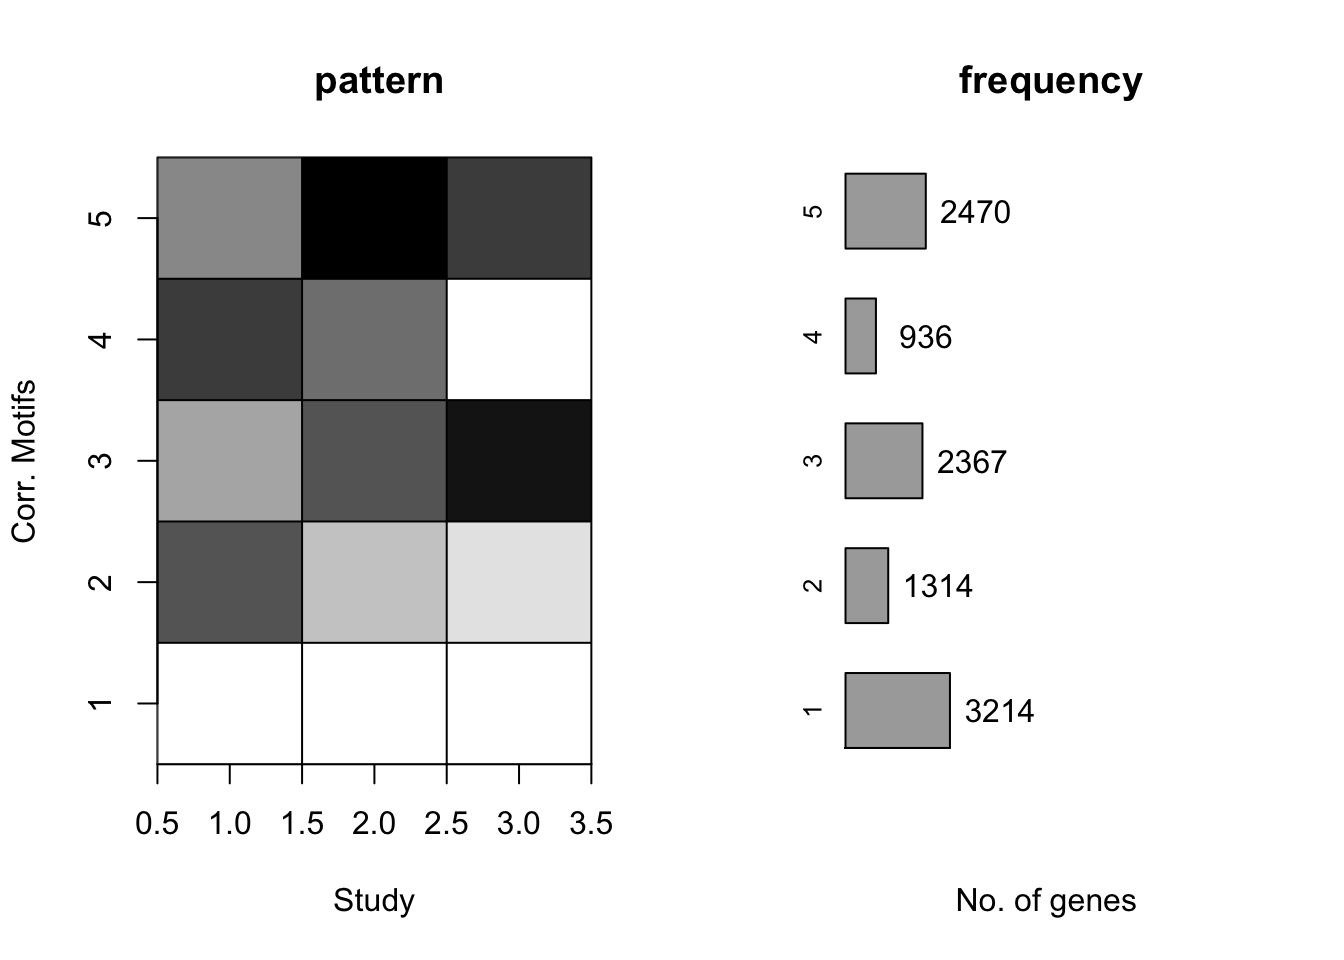 pattern
Corr. Motifs
5
4
3
2
1
0.5 1.0 1.5 2.0 2.5 3.0 3.5
Study
frequency
5 2470
4 936
3 2367
2 1314
1 3214
No. of genes